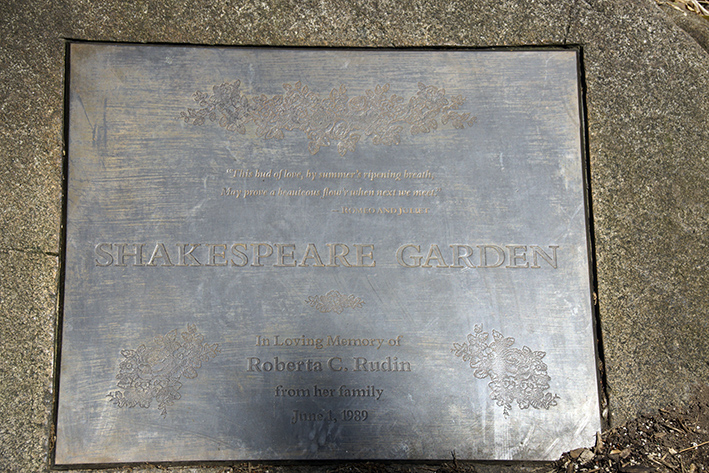 "This bud of love, by summer's ripening breath,
May prove a beauteous flow'r when next we meet."
—ROMEO AND JULIET
SHAKESPEARE GARDEN
In Loving Memory of
Roberta C. Rudin
from her family
June 1, 1989